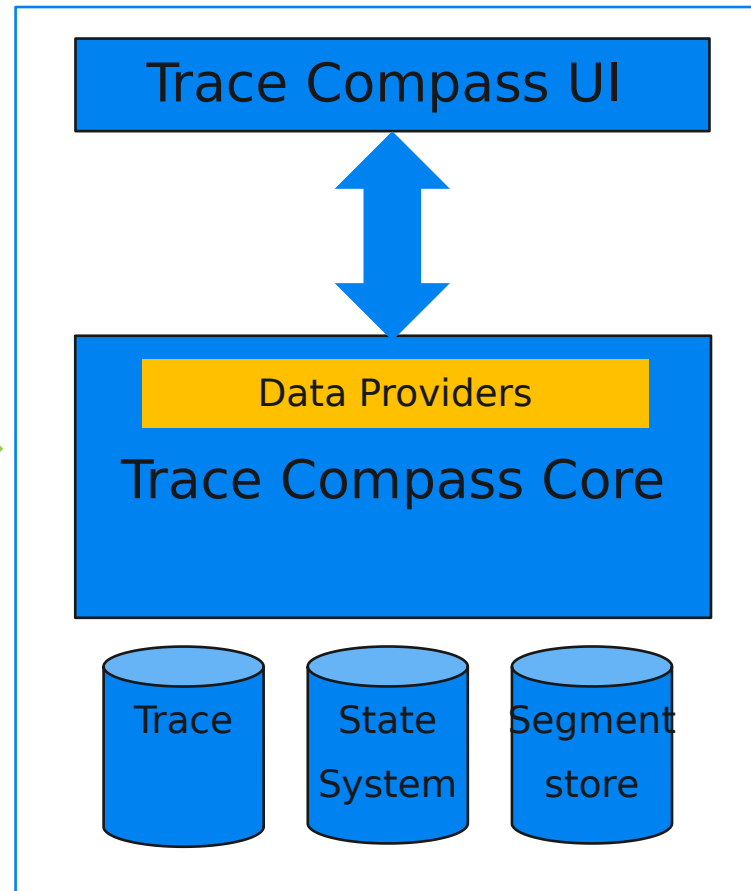 Trace Compass UI
Data Providers
Trace Compass Core
Trace
State
System
Segment
store